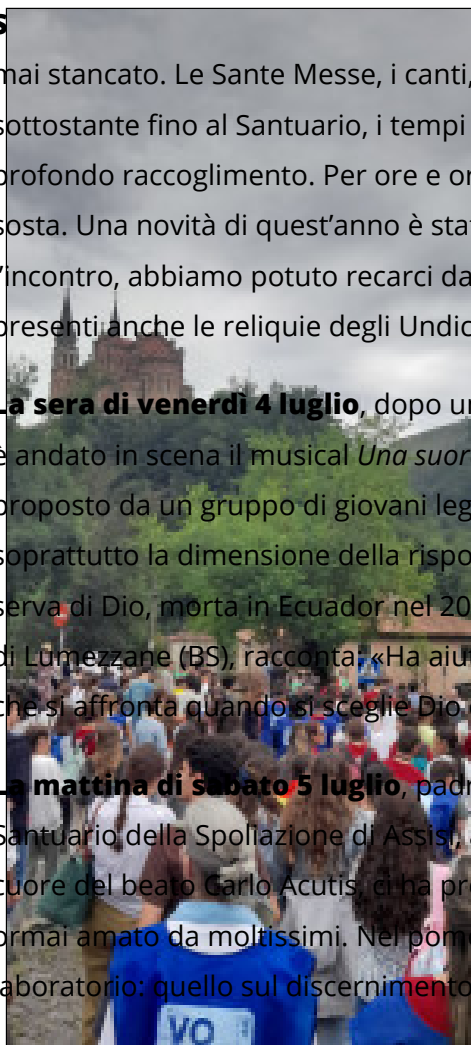 s
mai stancato. Le Sante Messe, i canti,
sottostante fino al Santuario, i tempi
profondo raccoglimento. Per ore e or
sosta. Una novità di quest’anno è stat
l’incontro, abbiamo potuto recarci da
presenti anche le reliquie degli Undic
La sera di venerdì 4 luglio, dopo un
è andato in scena il musical Una suor
proposto da un gruppo di giovani leg
soprattutto la dimensione della rispo
serva di Dio, morta in Ecuador nel 20
di Lumezzane (BS), racconta: «Ha aiut
che si affronta quando si sceglie Dio
La mattina di sabato 5 luglio, padr
Santuario della Spoliazione di Assisi,
cuore del beato Carlo Acutis, ci ha pr
ormai amato da moltissimi. Nel pome
laboratorio: quello sul discernimento
VO